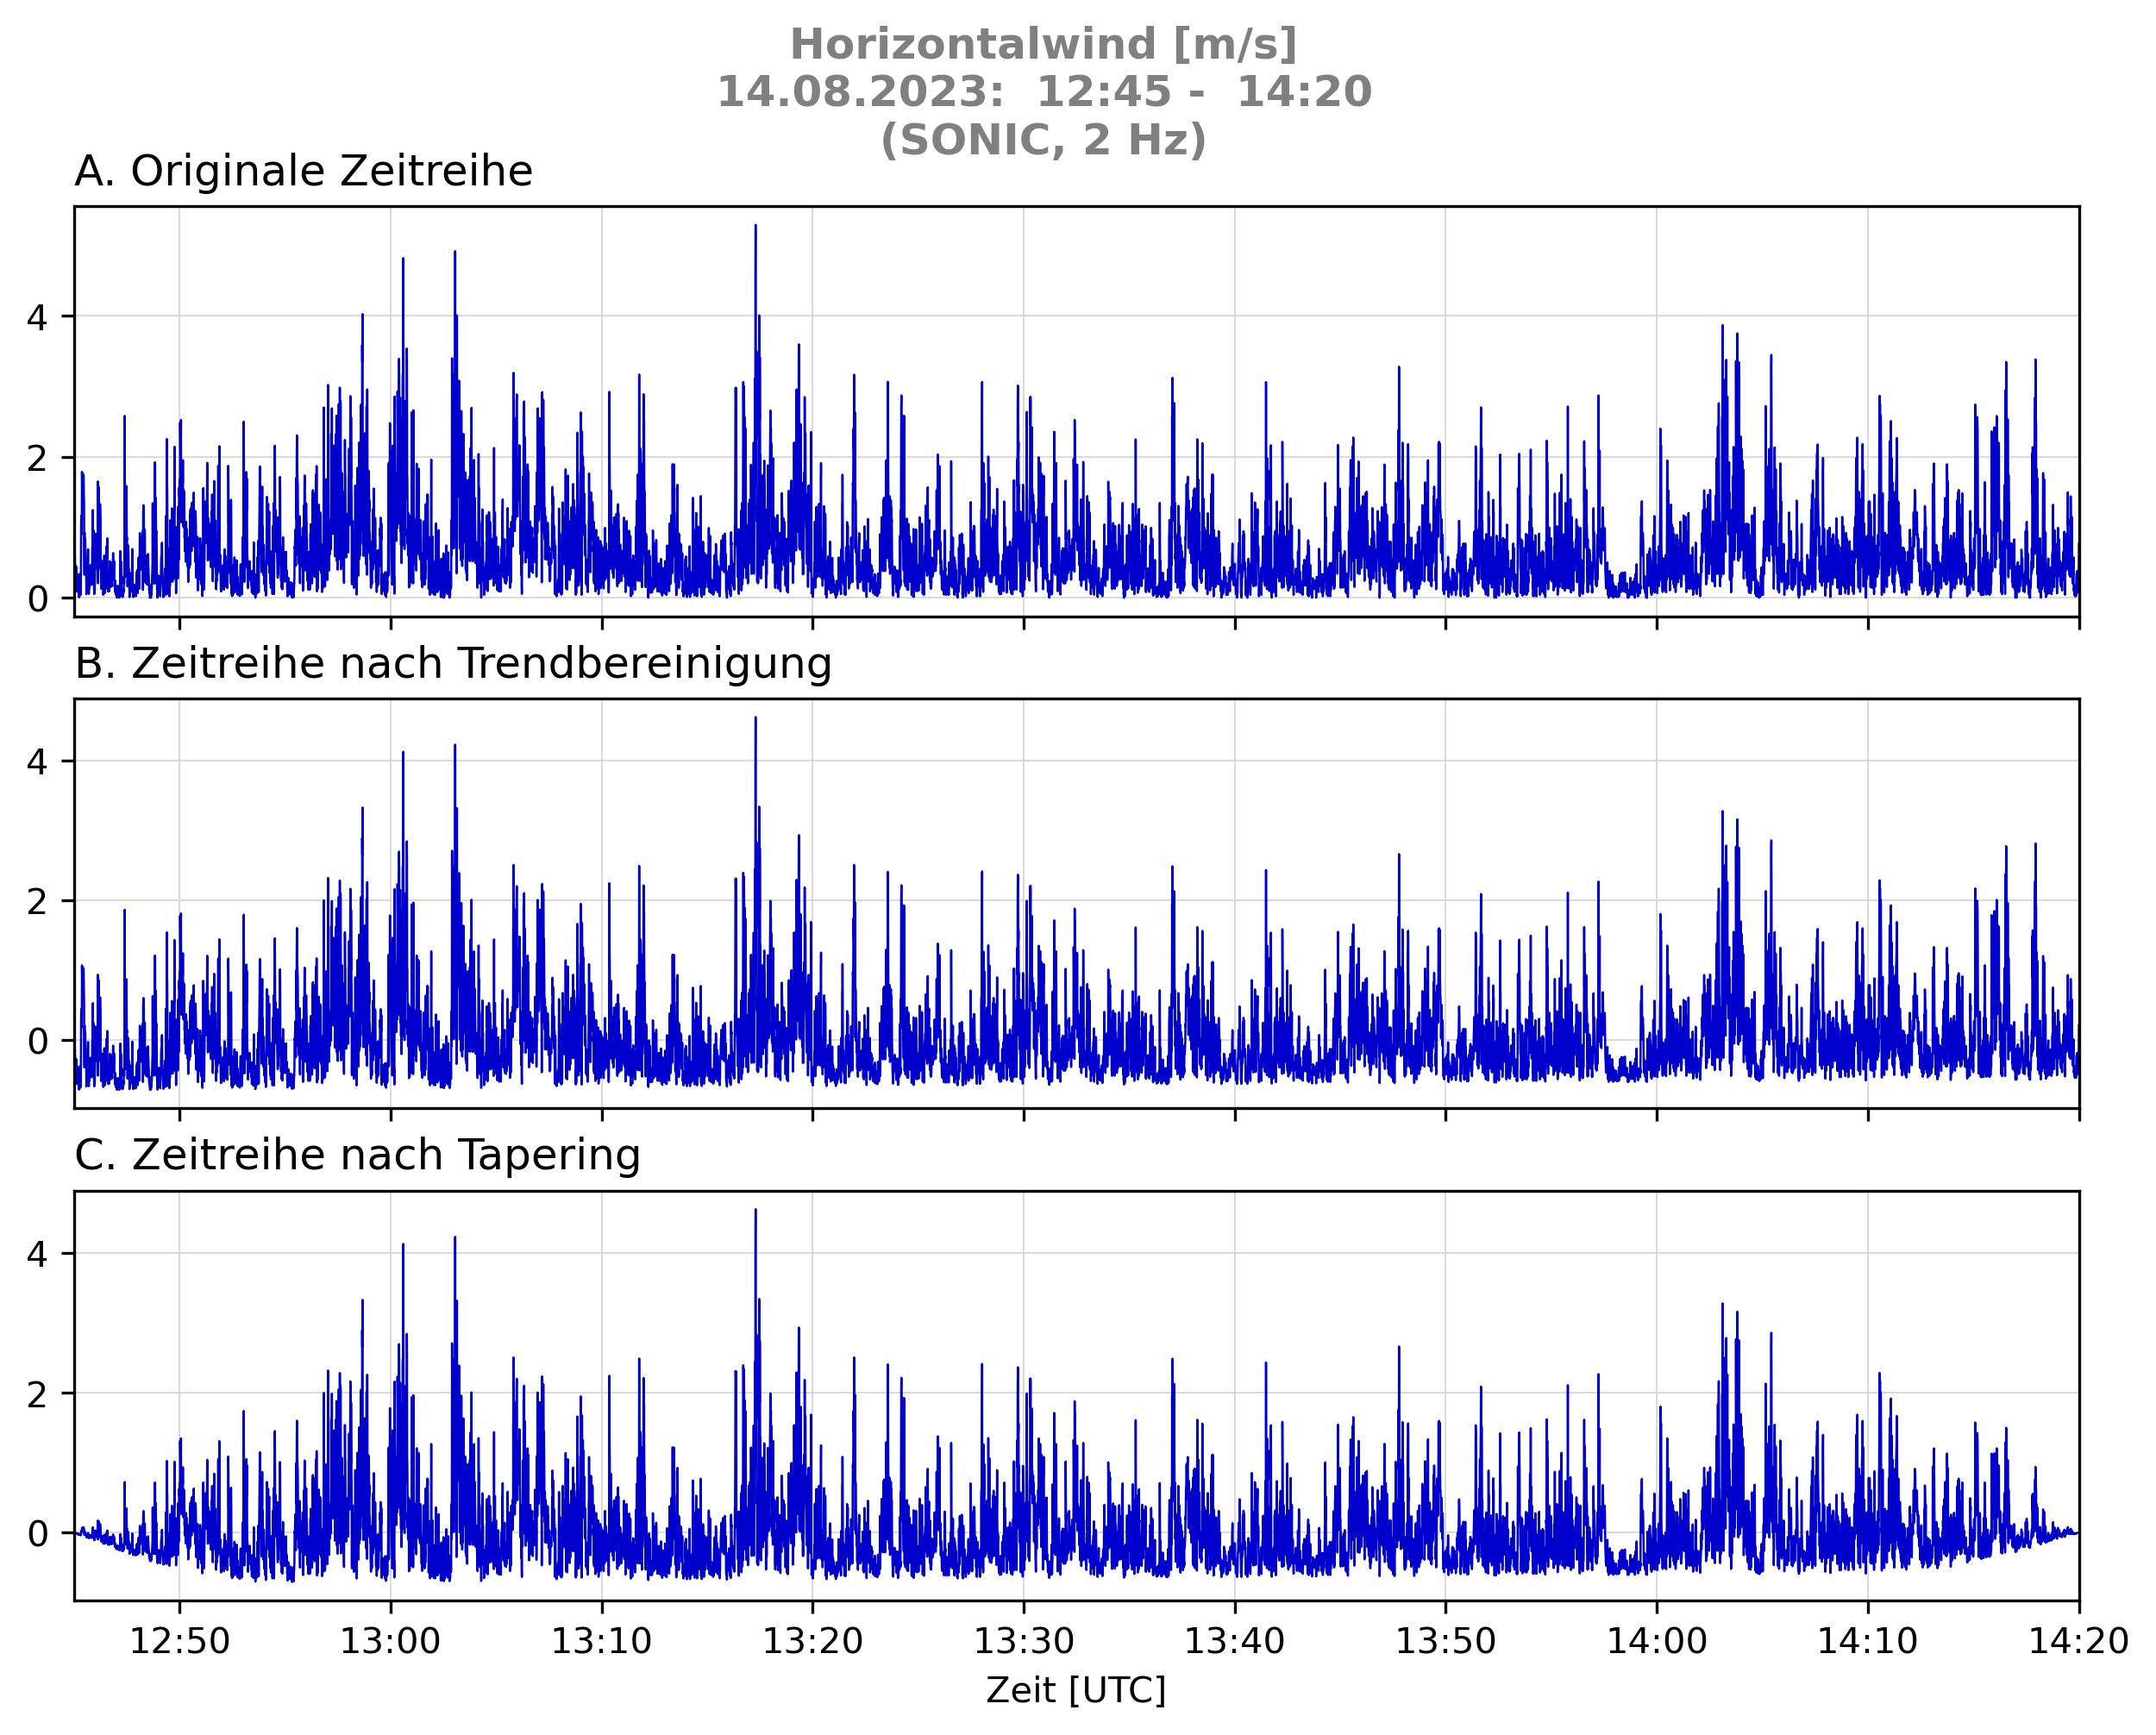 Horizontalwind [m/s]
14.08.2023:  12:45 -  14:20
(SONIC, 2 Hz)
A. Originale Zeitreihe
4
2
0
B. Zeitreihe nach Trendbereinigung
4
2
0
C. Zeitreihe nach Tapering
4
2
0
12:50 13:00 13:10 13:20 13:30 13:40 13:50 14:00 14:10 14:20
Zeit [UTC]